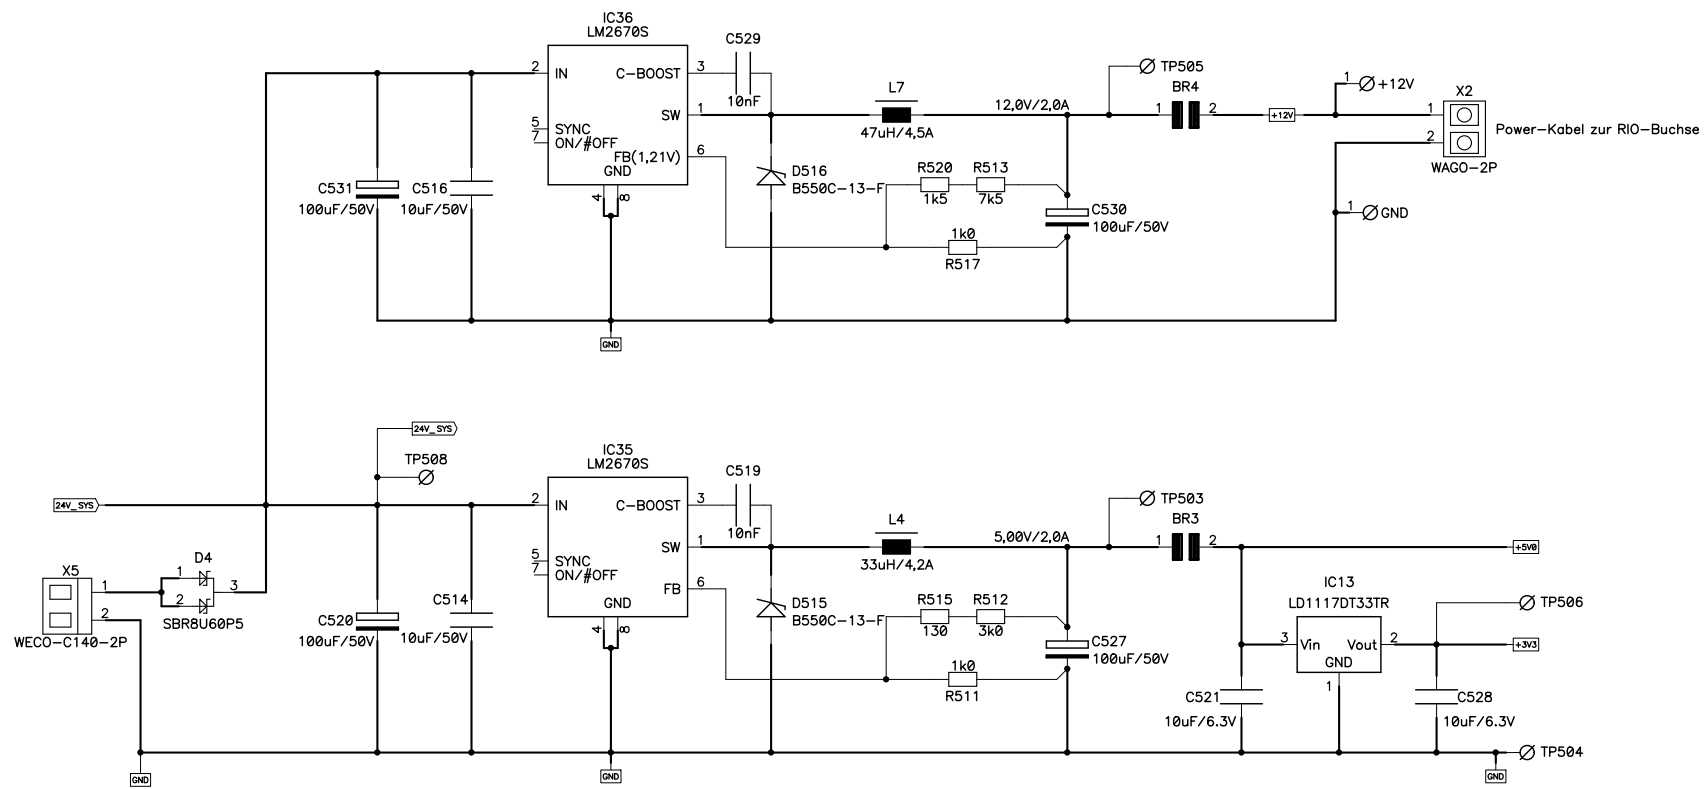 IC36
LM2670S
2 IN
C-BOOST 3
C529
10nF
SW 1
5 SYNC
7 ON/#OFF
FB(1,21V) 6
GND
4 8
C531
100uF/50V
C516
10uF/50V
D516
B550C-13-F
L7
47uH/4,5A
12,0V/2,0A
TP505
BR4
1 2
+12V
1 +12V
X2
1
2
WAGO-2P
Power-Kabel zur RIO-Buchse
1 GND
R520
1k5
R513
7k5
C530
100uF/50V
1k0
R517
GND
24V_SYS
TP508
24V_SYS
IC35
LM2670S
2 IN
C-BOOST 3
C519
10nF
SW 1
5 SYNC
7 ON/#OFF
FB 6
GND
4 8
X5
1
2
WECO-C140-2P
D4
1
2
3
SBR8U60P5
C520
100uF/50V
C514
10uF/50V
D515
B550C-13-F
L4
33uH/4,2A
5,00V/2,0A
TP503
BR3
1 2
+5V0
R515
130
R512
3k0
C527
100uF/50V
1k0
R511
IC13
LD1117DT33TR
3 Vin
Vout 2
GND
1
TP506
+3V3
C521
10uF/6.3V
C528
10uF/6.3V
TP504
GND
GND
GND